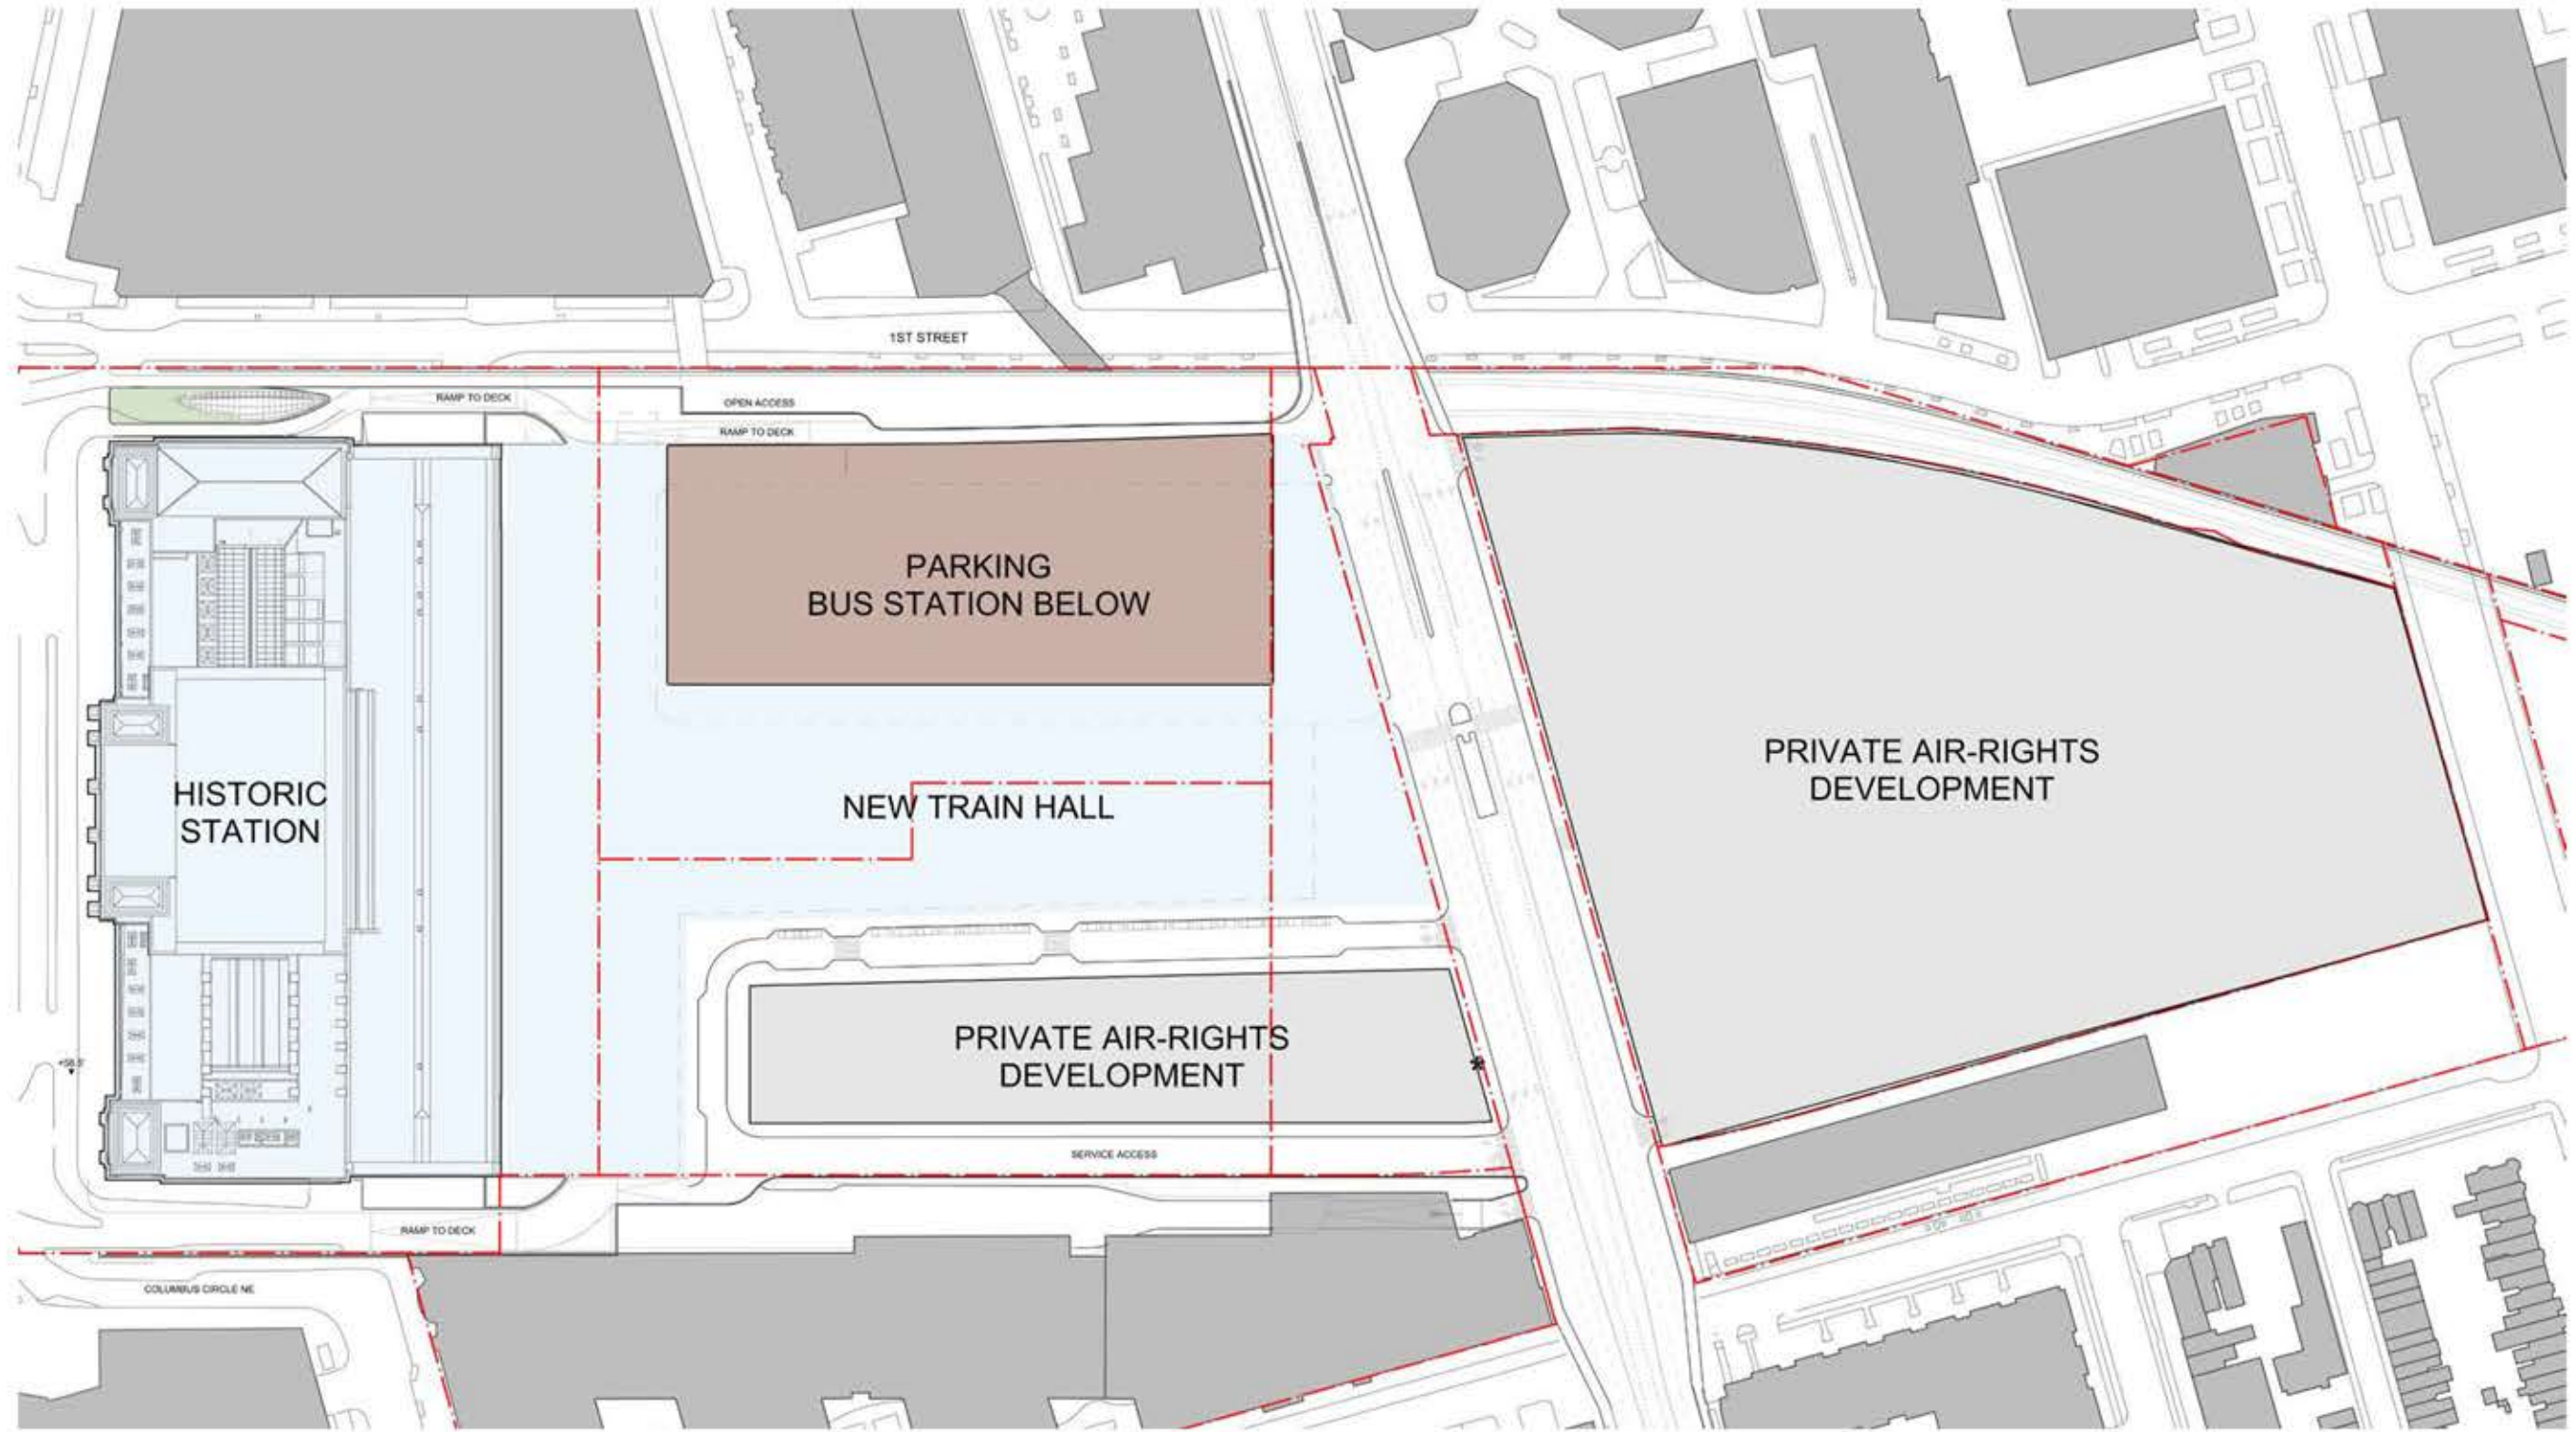 1ST STREET
RAMP TO DECK
OPEN ACCESS
RAMP TO DECK
PARKING
BUS STATION BELOW
PRIVATE AIR-RIGHTS
DEVELOPMENT
HISTORIC
STATION
NEW TRAIN HALL
PRIVATE AIR-RIGHTS
DEVELOPMENT
SERVICE ACCESS
RAMP TO DECK
COLUMBUS CIRCLE NE